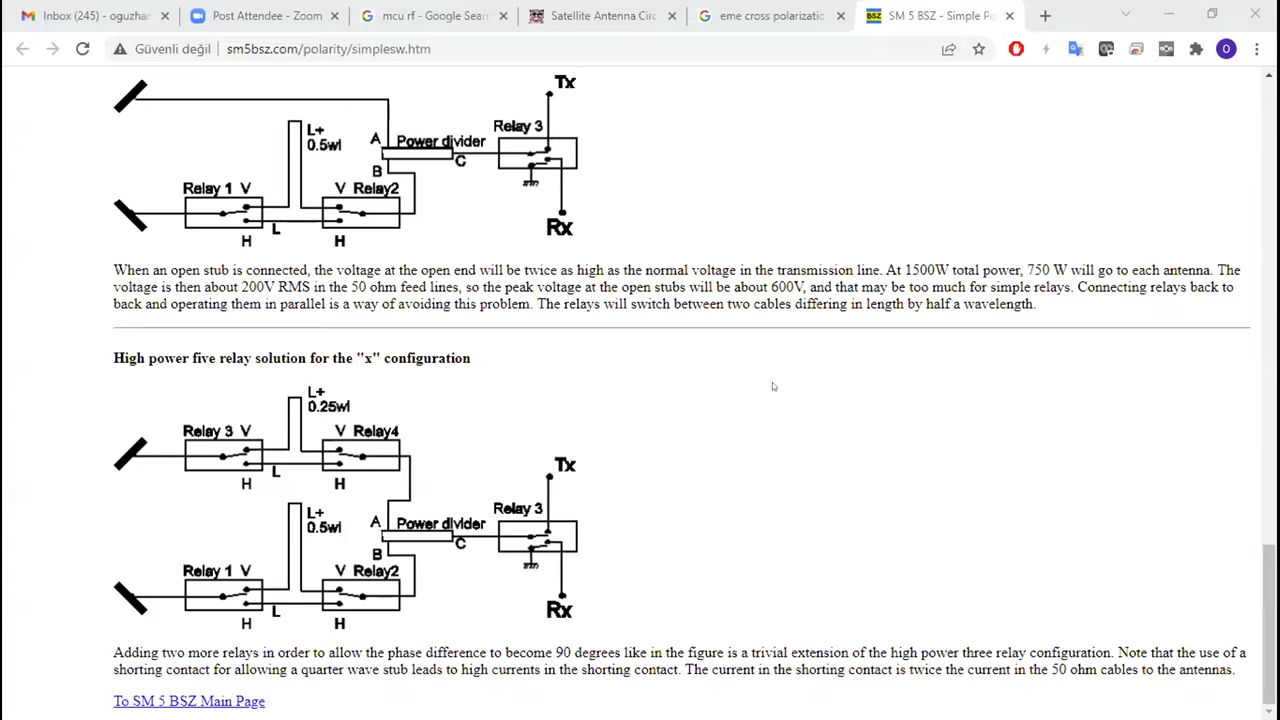 Inbox (245) - oguzhan
Post Attendee - Zoom
mcu rf - Google Sear
Satellite Antenna Circ
eme cross polarizatio
SM 5 BSZ - Simple Po
Güvenli değil
sm5bsz.com/polarity/simplesw.htm
O
BSZ
Tx
L+
0.5wl
A
Power divider
Relay 3
B
C
Relay 1 V
V Relay2
L
H
H
Rx
When an open stub is connected, the voltage at the open end will be twice as high as the normal voltage in the transmission line. At 1500W total power, 750 W will go to each antenna. The
voltage is then about 200V RMS in the 50 ohm feed lines, so the peak voltage at the open stubs will be about 600V, and that may be too much for simple relays. Connecting relays back to
back and operating them in parallel is a way of avoiding this problem. The relays will switch between two cables differing in length by half a wavelength.
High power five relay solution for the "x" configuration
L+
0.25wl
Relay 3 V
V Relay4
L
H
H
Tx
L+
0.5wl
A
Power divider
Relay 3
B
C
Relay 1 V
V Relay2
L
H
H
Rx
Adding two more relays in order to allow the phase difference to become 90 degrees like in the figure is a trivial extension of the high power three relay configuration. Note that the use of a
shorting contact for allowing a quarter wave stub leads to high currents in the shorting contact. The current in the shorting contact is twice the current in the 50 ohm cables to the antennas.
To SM 5 BSZ Main Page